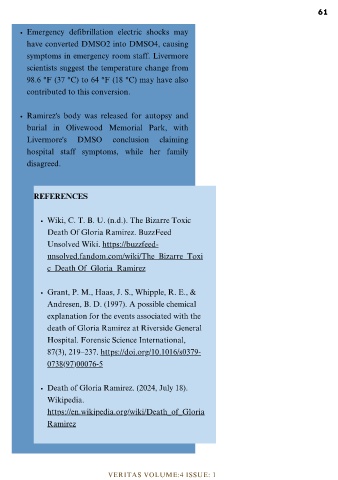 61
• Emergency defibrillation electric shocks may
have converted DMSO2 into DMSO4, causing
symptoms in emergency room staff. Livermore
scientists suggest the temperature change from
98.6 °F (37 °C) to 64 °F (18 °C) may have also
contributed to this conversion.
• Ramirez's body was released for autopsy and
burial in Olivewood Memorial Park, with
Livermore's DMSO conclusion claiming
hospital staff symptoms, while her family
disagreed.
REFERENCES
• Wiki, C. T. B. U. (n.d.). The Bizarre Toxic
Death Of Gloria Ramirez. BuzzFeed
Unsolved Wiki. https://buzzfeed-
unsolved.fandom.com/wiki/The_Bizarre_Toxi
c_Death_Of_Gloria_Ramirez
• Grant, P. M., Haas, J. S., Whipple, R. E., &
Andresen, B. D. (1997). A possible chemical
explanation for the events associated with the
death of Gloria Ramirez at Riverside General
Hospital. Forensic Science International,
87(3), 219–237. https://doi.org/10.1016/s0379-
0738(97)00076-5
• Death of Gloria Ramirez. (2024, July 18).
Wikipedia.
https://en.wikipedia.org/wiki/Death_of_Gloria
Ramirez
VERITAS VOLUME:4 ISSUE: 1